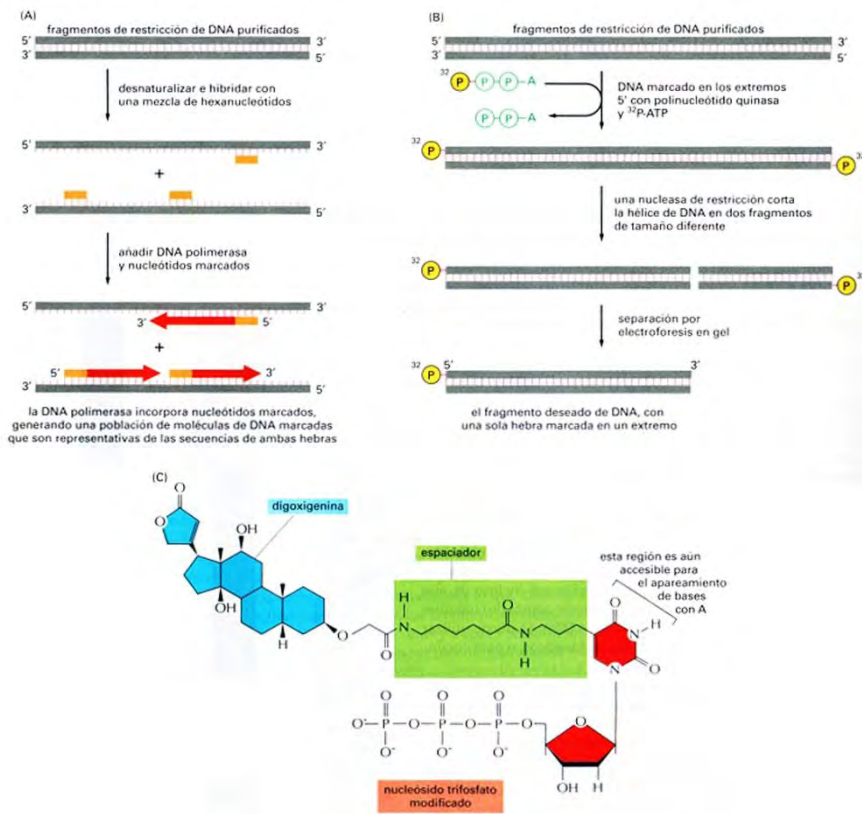 (A)
fragmentos de restricción de DNA purificados
5′ 3′
3′ 5′
desnaturalizar e hibridar con
una mezcla de hexanucleótidos
5′ 3′
+
3′ 5′
añadir DNA polimerasa
y nucleótidos marcados
5′ 3′
3′ 5′
+
5′ 3′
3′ 5′
la DNA polimerasa incorpora nucleótidos marcados,
generando una población de moléculas de DNA marcadas
que son representativas de las secuencias de ambas hebras
(B)
fragmentos de restricción de DNA purificados
5′ 3′
3′ 5′
32
P–P–P–A
P–P–A
DNA marcado en los extremos
5′ con polinucleótido quinasa
y 32P-ATP
32 P
P 32
una nucleasa de restricción corta
la hélice de DNA en dos fragmentos
de tamaño diferente
32 P
P 32
separación por
electroforesis en gel
32 P 5′ 3′
el fragmento deseado de DNA, con
una sola hebra marcada en un extremo
(C)
digoxigenina
espaciador
esta región es aún
accesible para
el apareamiento
de bases
con A
O
O
OH
OH
H
O
O
H
N
O
N
H
O
N–H
O
N
O O O
O⁻–P–O–P–O–P–O
O⁻ O⁻ O⁻
O
OH H
nucleósido trifosfato
modificado